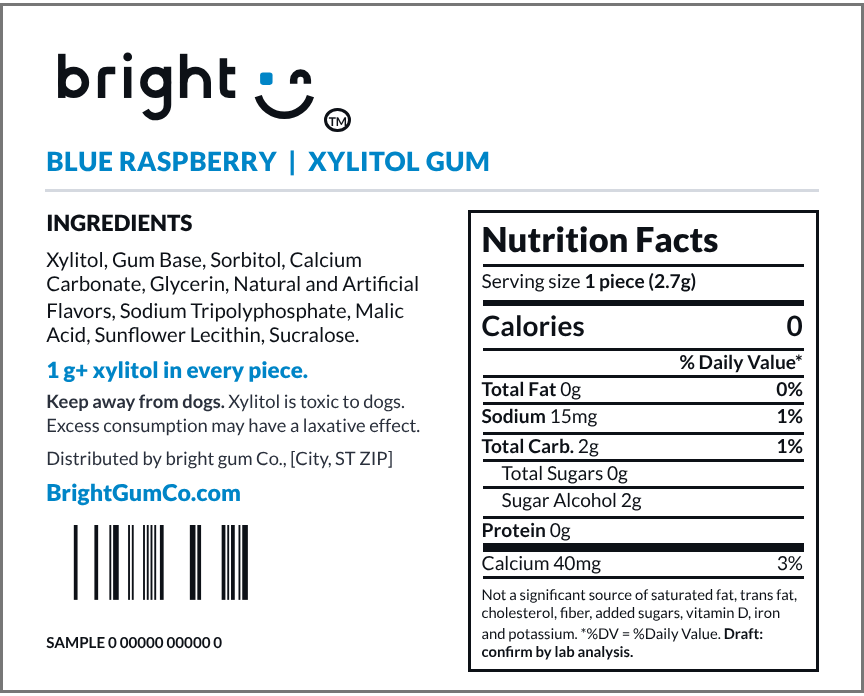 bright
TM
BLUE RASPBERRY | XYLITOL GUM
INGREDIENTS
Xylitol, Gum Base, Sorbitol, Calcium
Carbonate, Glycerin, Natural and Artificial
Flavors, Sodium Tripolyphosphate, Malic
Acid, Sunflower Lecithin, Sucralose.
1 g+ xylitol in every piece.
Keep away from dogs. Xylitol is toxic to dogs.
Excess consumption may have a laxative effect.
Distributed by bright gum Co., [City, ST ZIP]
BrightGumCo.com
SAMPLE 0 00000 00000 0
Nutrition Facts
Serving size 1 piece (2.7g)
Calories 0
% Daily Value*
Total Fat 0g 0%
Sodium 15mg 1%
Total Carb. 2g 1%
Total Sugars 0g
Sugar Alcohol 2g
Protein 0g
Calcium 40mg 3%
Not a significant source of saturated fat, trans fat,
cholesterol, fiber, added sugars, vitamin D, iron
and potassium. *%DV = %Daily Value. Draft:
confirm by lab analysis.